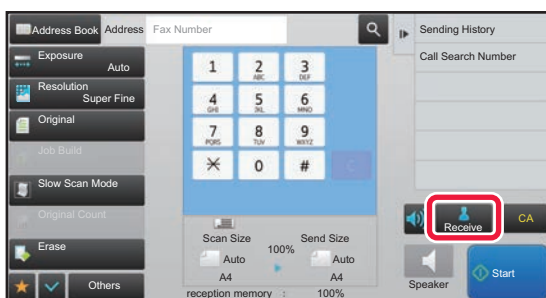 Address Book
Address
Fax Number
Exposure
Auto
Resolution
Super Fine
Original
Job Build
Slow Scan Mode
Original Count
Erase
Others
1
2
ABC
3
DEF
4
GHI
5
JKL
6
MNO
7
PQRS
8
TUV
9
WXYZ
0
#
C
Scan Size
100%
Send Size
Auto
Auto
A4
A4
reception memory : 100%
Sending History
Call Search Number
Receive
CA
Speaker
Start